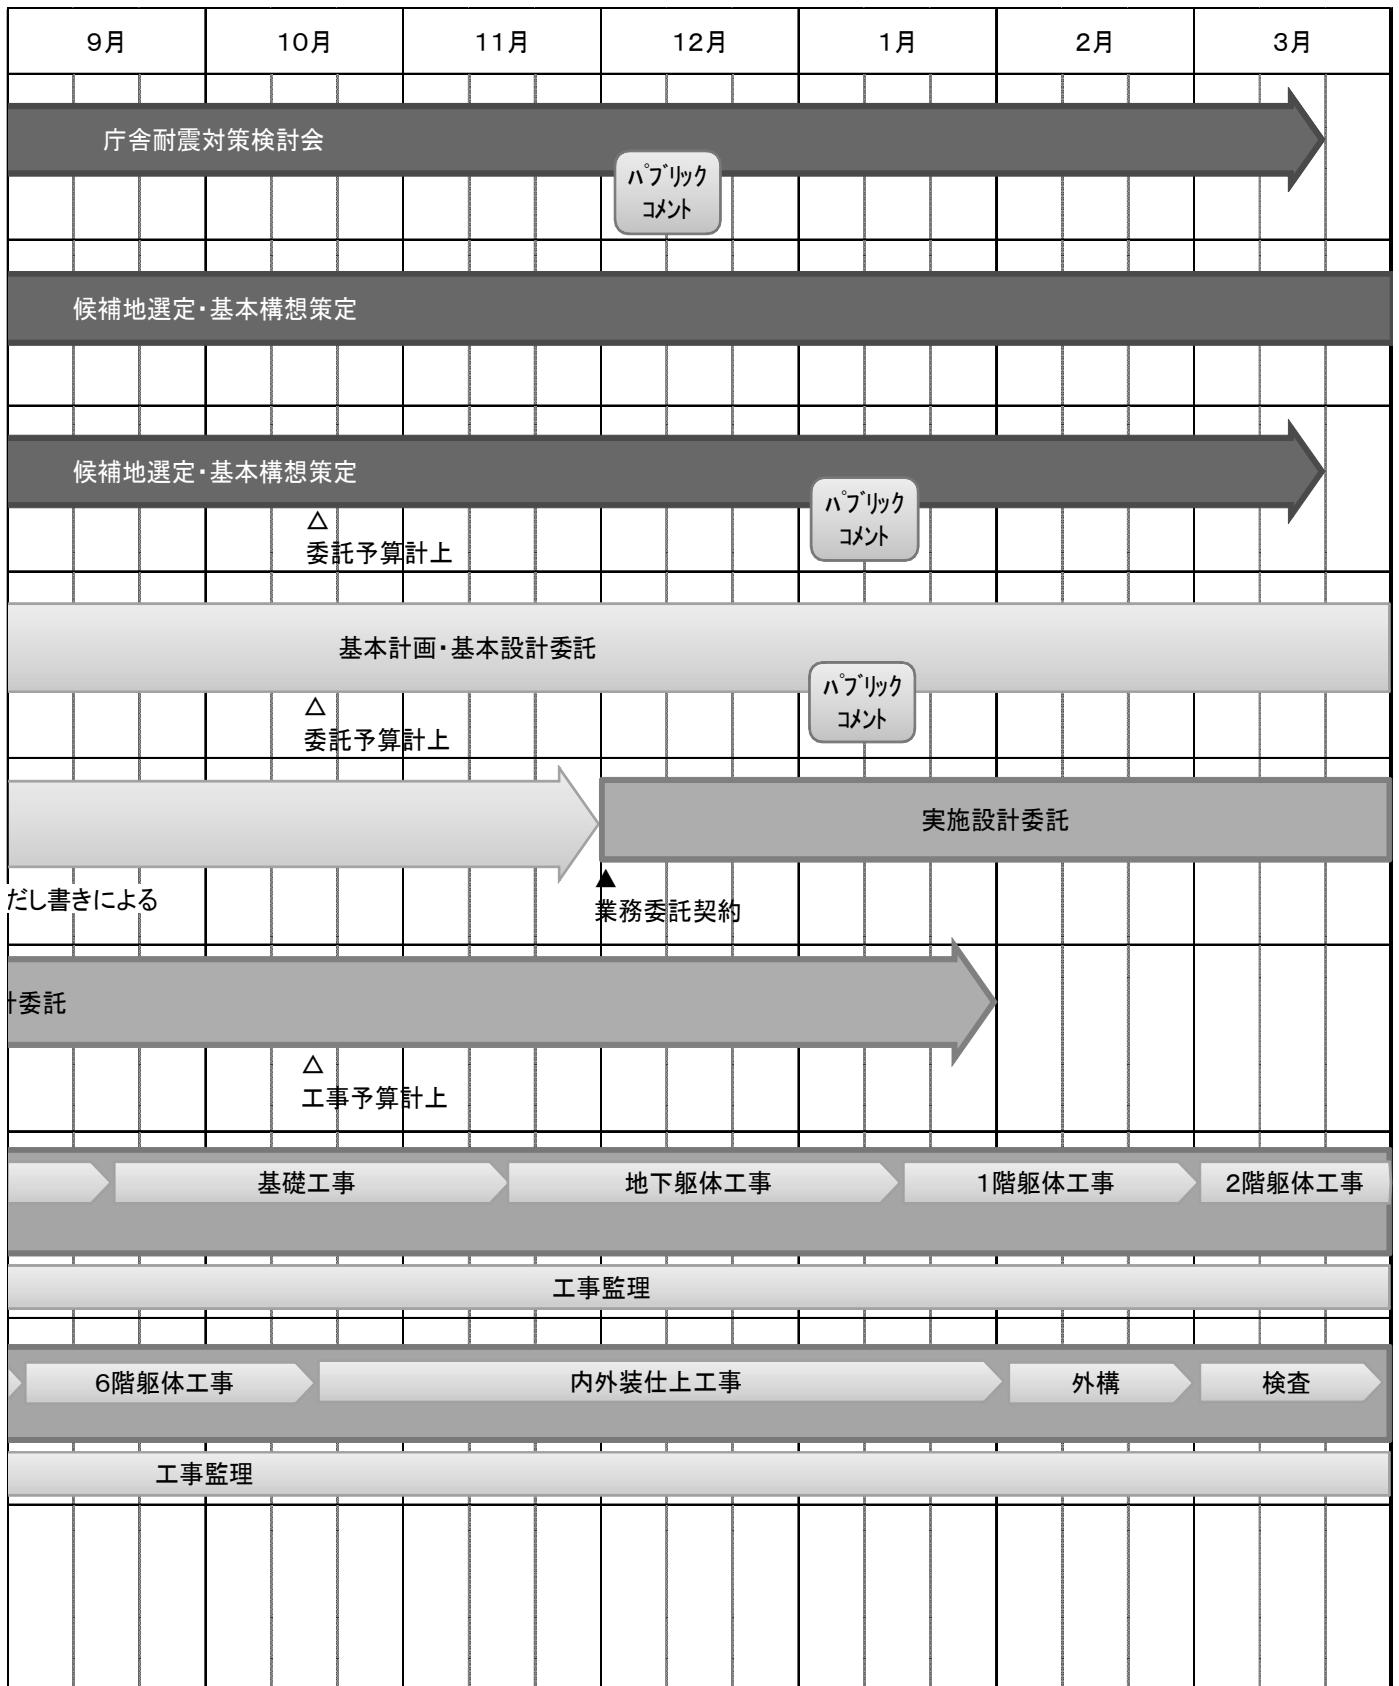 9月 10月 11月 12月 1月 2月 3月
庁舎耐震対策検討会
パブリック
コメント
候補地選定・基本構想策定
候補地選定・基本構想策定
パブリック
コメント
△
委託予算計上
基本計画・基本設計委託
パブリック
コメント
△
委託予算計上
実施設計委託
だし書きによる
▲
業務委託契約
計委託
△
工事予算計上
基礎工事 地下躯体工事 1階躯体工事 2階躯体工事
工事監理
6階躯体工事 内外装仕上工事 外構 検査
工事監理